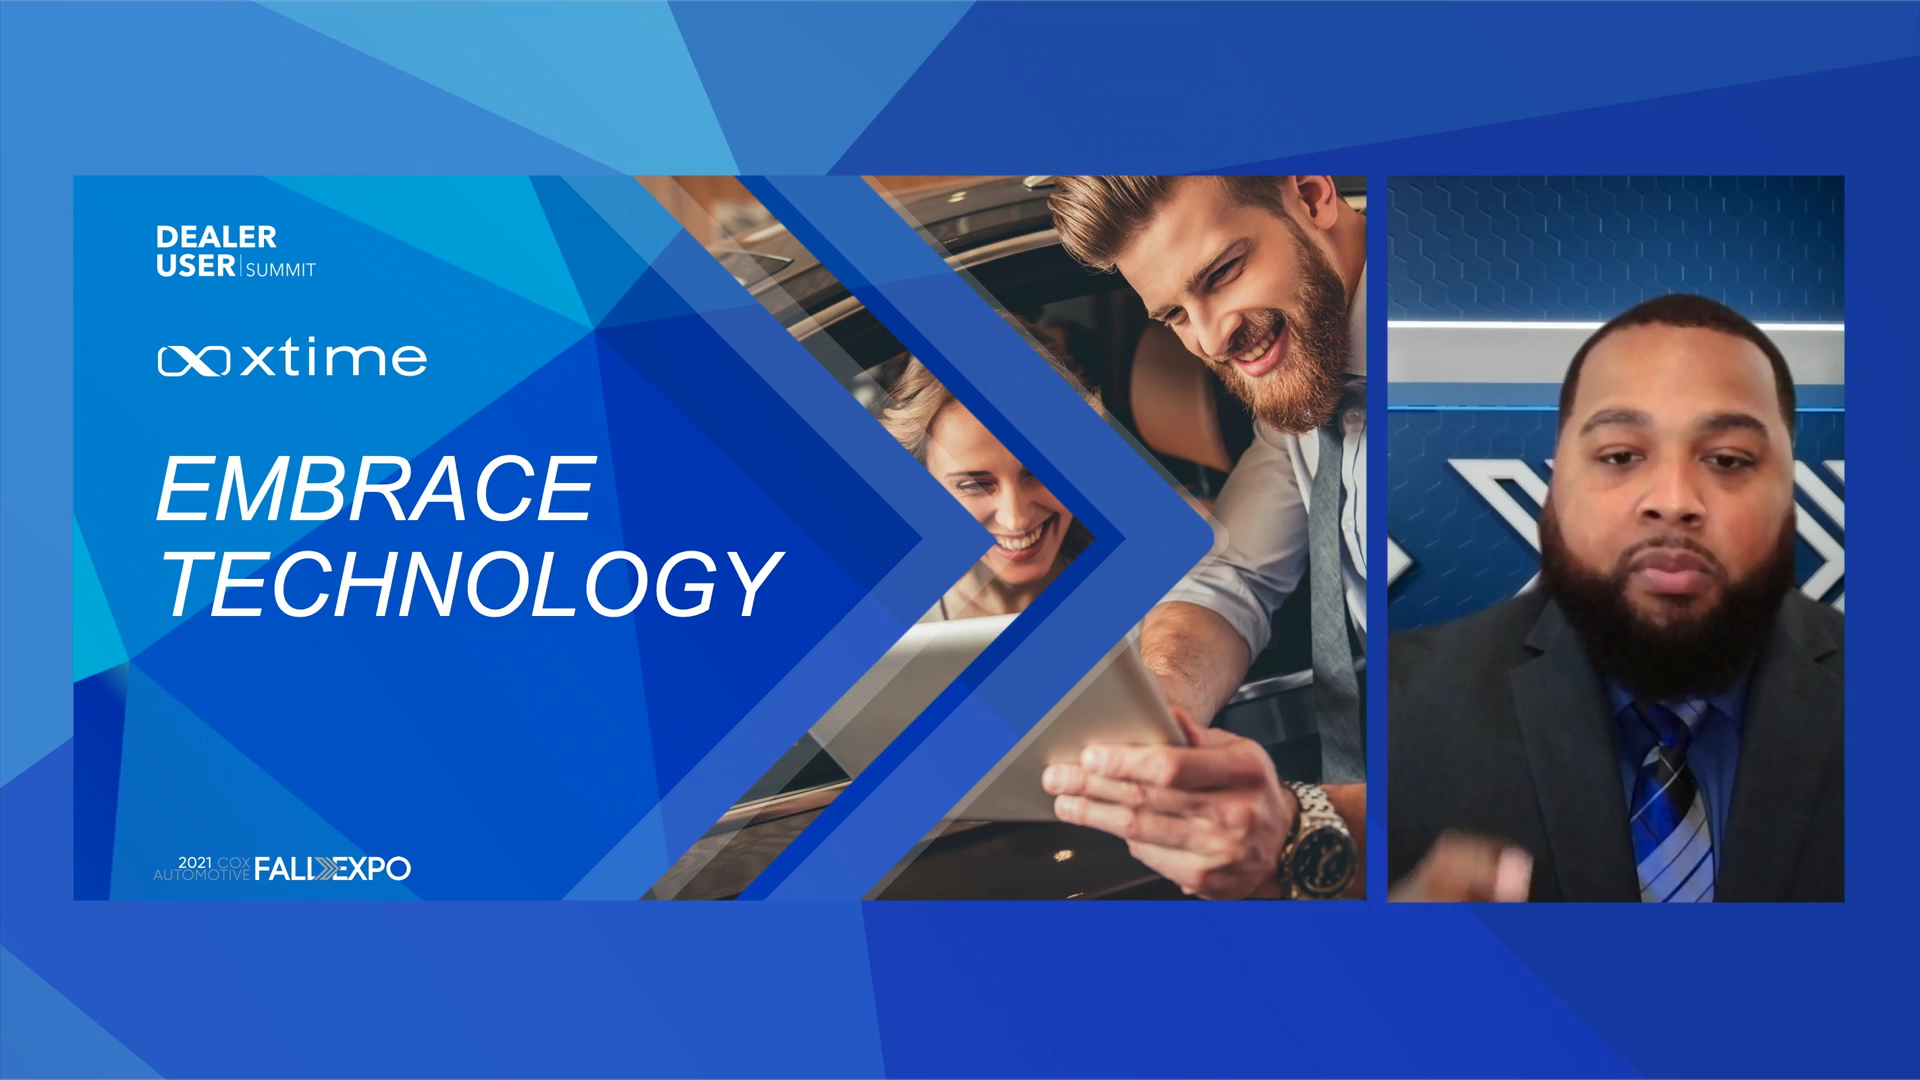 DEALER
USER | SUMMIT
xtime
EMBRACE
TECHNOLOGY
2021 COX
AUTOMOTIVE FALL EXPO